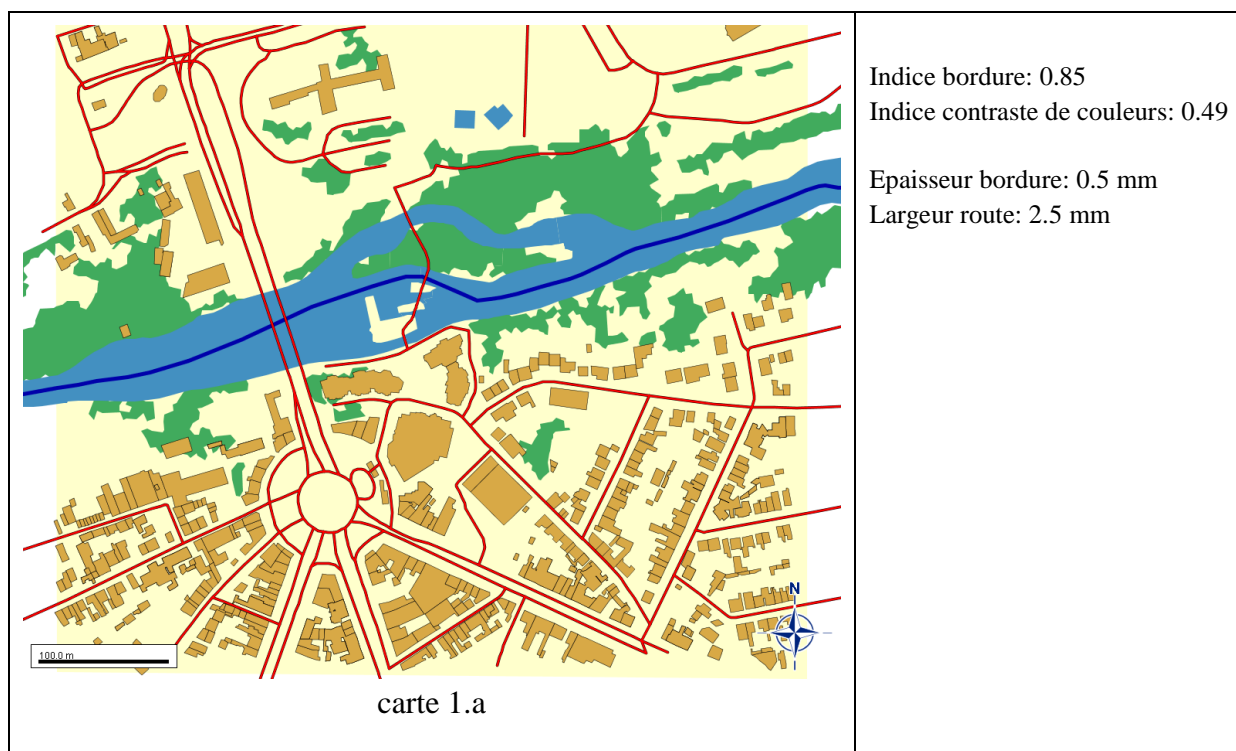 Indice bordure: 0.85
Indice contraste de couleurs: 0.49
Epaisseur bordure: 0.5 mm
Largeur route: 2.5 mm
N
100.0 m
carte 1.a